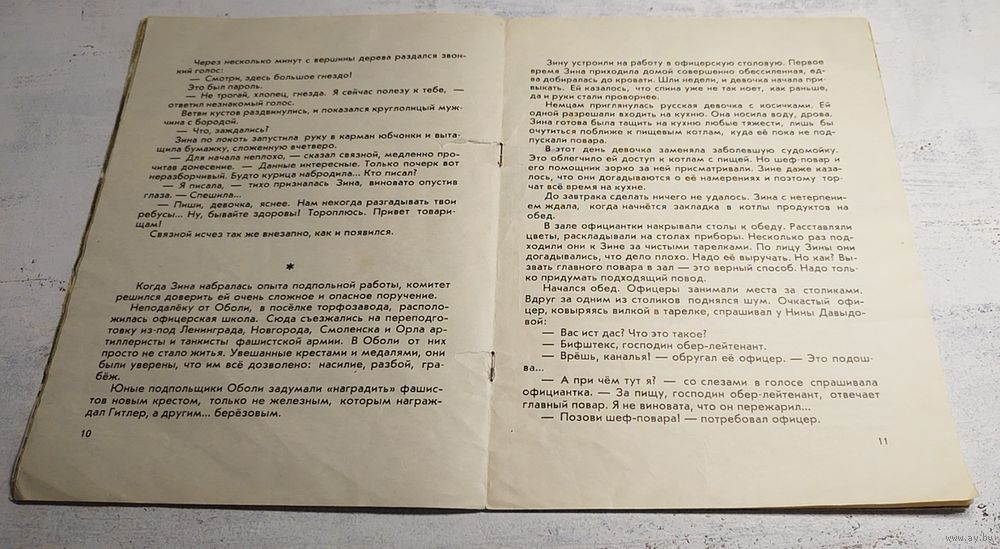 Через несколько минут с вершины дерева раздался звон-
кий голос:
— Смотри, здесь большое гнездо!
Это был пароль.
— Не трогай, хлопец, гнезда. Я сейчас полезу к тебе, —
ответил незнакомый голос.
Ветви кустов раздвинулись, и показался круглолицый муж-
чина с бородой.
— Что, заждались?
Зина по локоть запустила руку в карман юбчонки и выта-
щила бумажку, сложенную вчетверо.
— Для начала неплохо, — сказал связной, медленно про-
читав донесение. — Данные интересные. Только почерк вот
неразборчивый. Будто курица набродила... Кто писал?
— Я писала, — тихо призналась Зина, виновато опустив
глаза. — Спешила...
— Пиши, девочка, яснее. Нам некогда разгадывать твои
ребусы... Ну, бывайте здоровы! Тороплюсь. Привет товари-
щам!
Связной исчез так же внезапно, как и появился.
*
Когда Зина набралась опыта подпольной работы, комитет
решился доверить ей очень сложное и опасное поручение.
Неподалёку от Оболи, в посёлке торфозавода, располо-
жилась офицерская школа. Сюда съезжались на переподго-
товку из-под Ленинграда, Новгорода, Смоленска и Орла ар-
тиллеристы и танкисты фашистской армии. В Оболи от них
просто не стало житья. Увешанные крестами и медалями, они
были уверены, что им всё дозволено: насилие, разбой, гра-
бёж.
Юные подпольщики Оболи задумали «наградить» фашис-
тов новым крестом, только не железным, которым награж-
дал Гитлер, а другим... берёзовым.
10
Зину устроили на работу в офицерскую столовую. Первое
время Зина приходила домой совершенно обессиленная, ед-
ва добиралась до кровати. Шли недели, и девочка начала при-
выкать. Ей казалось, что спина уже не так ноет, как раньше,
да и руки стали проворнее.
Немцам приглянулась русская девочка с косичками. Ей
одной разрешали входить на кухню. Она носила воду, дрова.
Зина готова была тащить на кухню любые тяжести, лишь бы
очутиться поближе к пищевым котлам, куда её пока не под-
пускали повара.
В этот день девочка заменяла заболевшую судомойку.
Это облегчило ей доступ к котлам с пищей. Но шеф-повар и
его помощник зорко за ней присматривали. Зине даже каза-
лось, что они догадываются о её намерениях и поэтому тор-
чат всё время на кухне.
До завтрака сделать ничего не удалось. Зина с нетерпени-
ем ждала, когда начнётся закладка в котлы продуктов на
обед.
В зале официантки накрывали столы к обеду. Расставляли
цветы, раскладывали на столах приборы. Несколько раз под-
ходили они к Зине за чистыми тарелками. По лицу Зины они
догадывались, что дело плохо. Надо её выручать. Но как? Вы-
звать главного повара в зал — это верный способ. Надо толь-
ко придумать подходящий повод.
Начался обед. Офицеры занимали места за столиками.
Вдруг за одним из столиков поднялся шум. Очкастый офи-
цер, ковыряясь вилкой в тарелке, спрашивал у Нины Давыдо-
вой:
— Вас ист дас? Что это такое?
— Бифштекс, господин обер-лейтенант.
— Врёшь, каналья! — обругал её офицер. — Это подош-
ва...
— А при чём тут я? — со слезами в голосе спрашивала
официантка. — За пищу, господин обер-лейтенант, отвечает
главный повар. Я не виновата, что он пережарил...
— Позови шеф-повара! — потребовал офицер.
11
www.ay.by